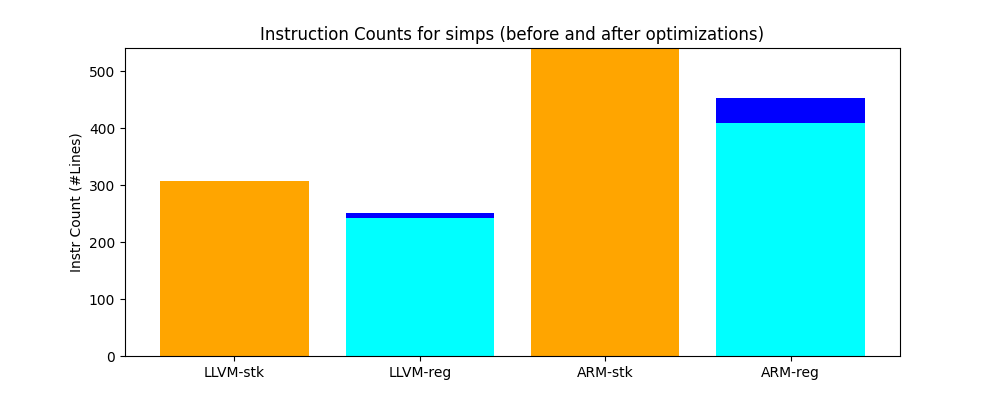 Instruction Counts for simps (before and after optimizations)
Instr Count (#Lines)
500
400
300
200
100
0
LLVM-stk
LLVM-reg
ARM-stk
ARM-reg